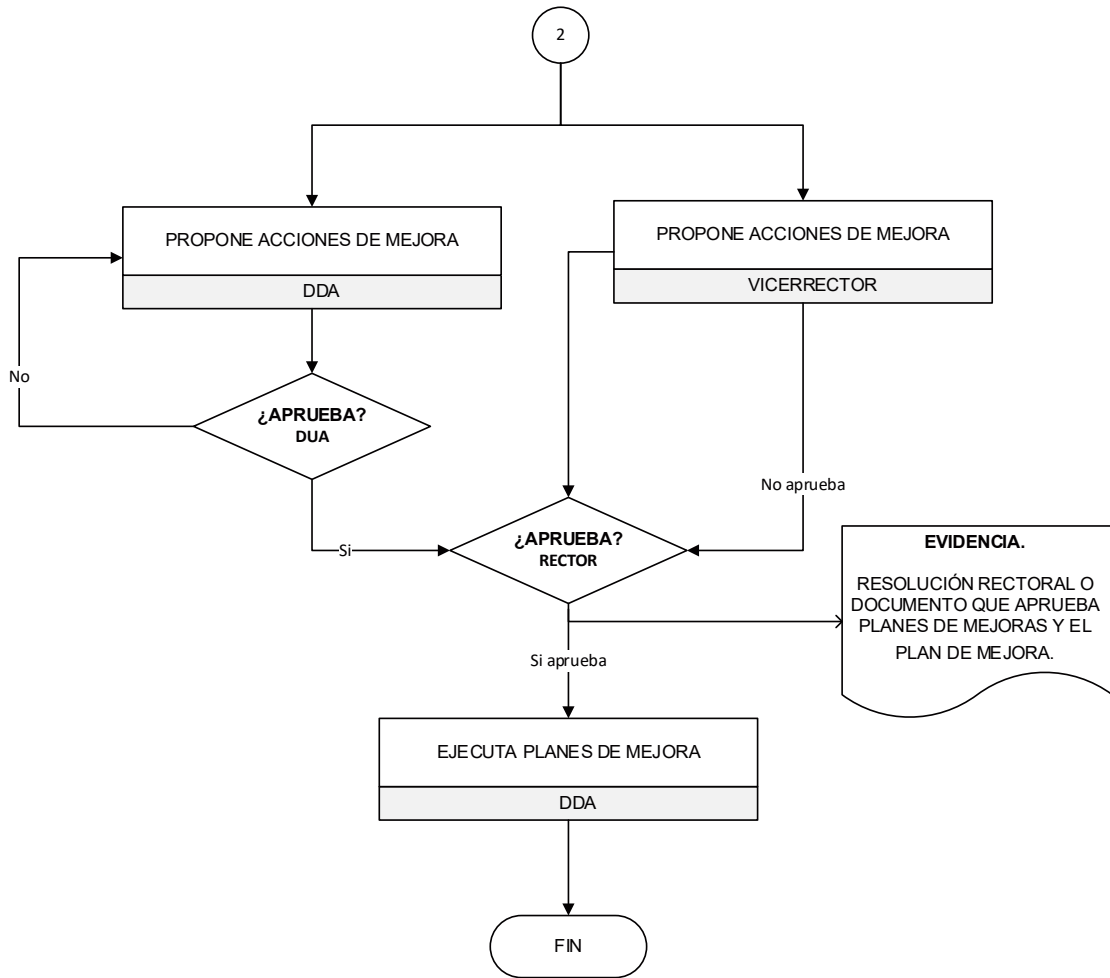 2
PROPONE ACCIONES DE MEJORA
DDA
PROPONE ACCIONES DE MEJORA
VICERRECTOR
No
¿APRUEBA?
DUA
Si
No aprueba
¿APRUEBA?
RECTOR
EVIDENCIA.
RESOLUCIÓN RECTORAL O
DOCUMENTO QUE APRUEBA
PLANES DE MEJORAS Y EL
PLAN DE MEJORA.
Si aprueba
EJECUTA PLANES DE MEJORA
DDA
FIN